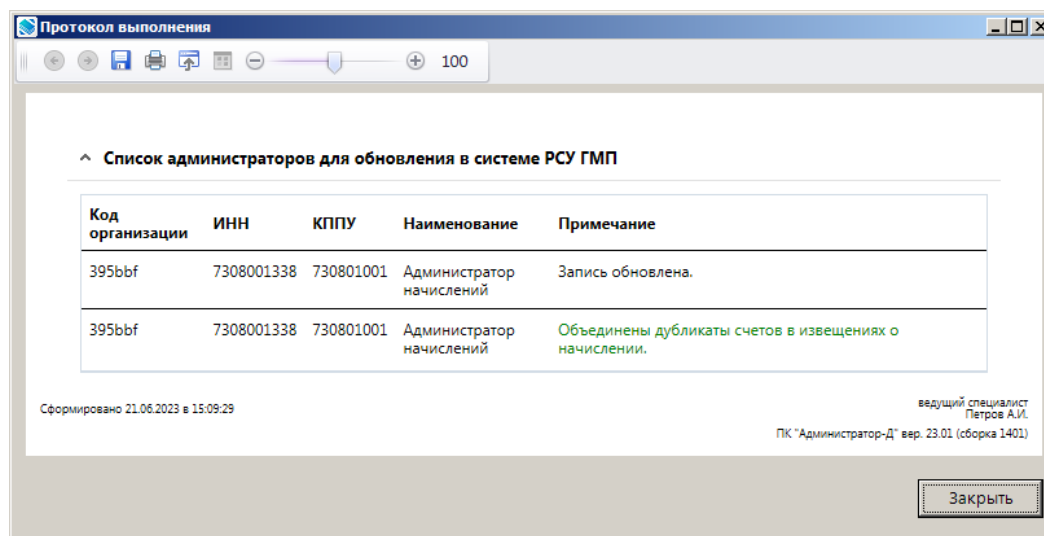 Протокол выполнения
100
Список администраторов для обновления в системе РСУ ГМП
Код организации ИНН КППУ Наименование Примечание
395bbf 7308001338 730801001 Администратор начислений Запись обновлена.
395bbf 7308001338 730801001 Администратор начислений Объединены дубликаты счетов в извещениях о начислении.
Сформировано 21.06.2023 в 15:09:29
ведущий специалист
Петров А.И.
ПК "Администратор-Д" вер. 23.01 (сборка 1401)
Закрыть